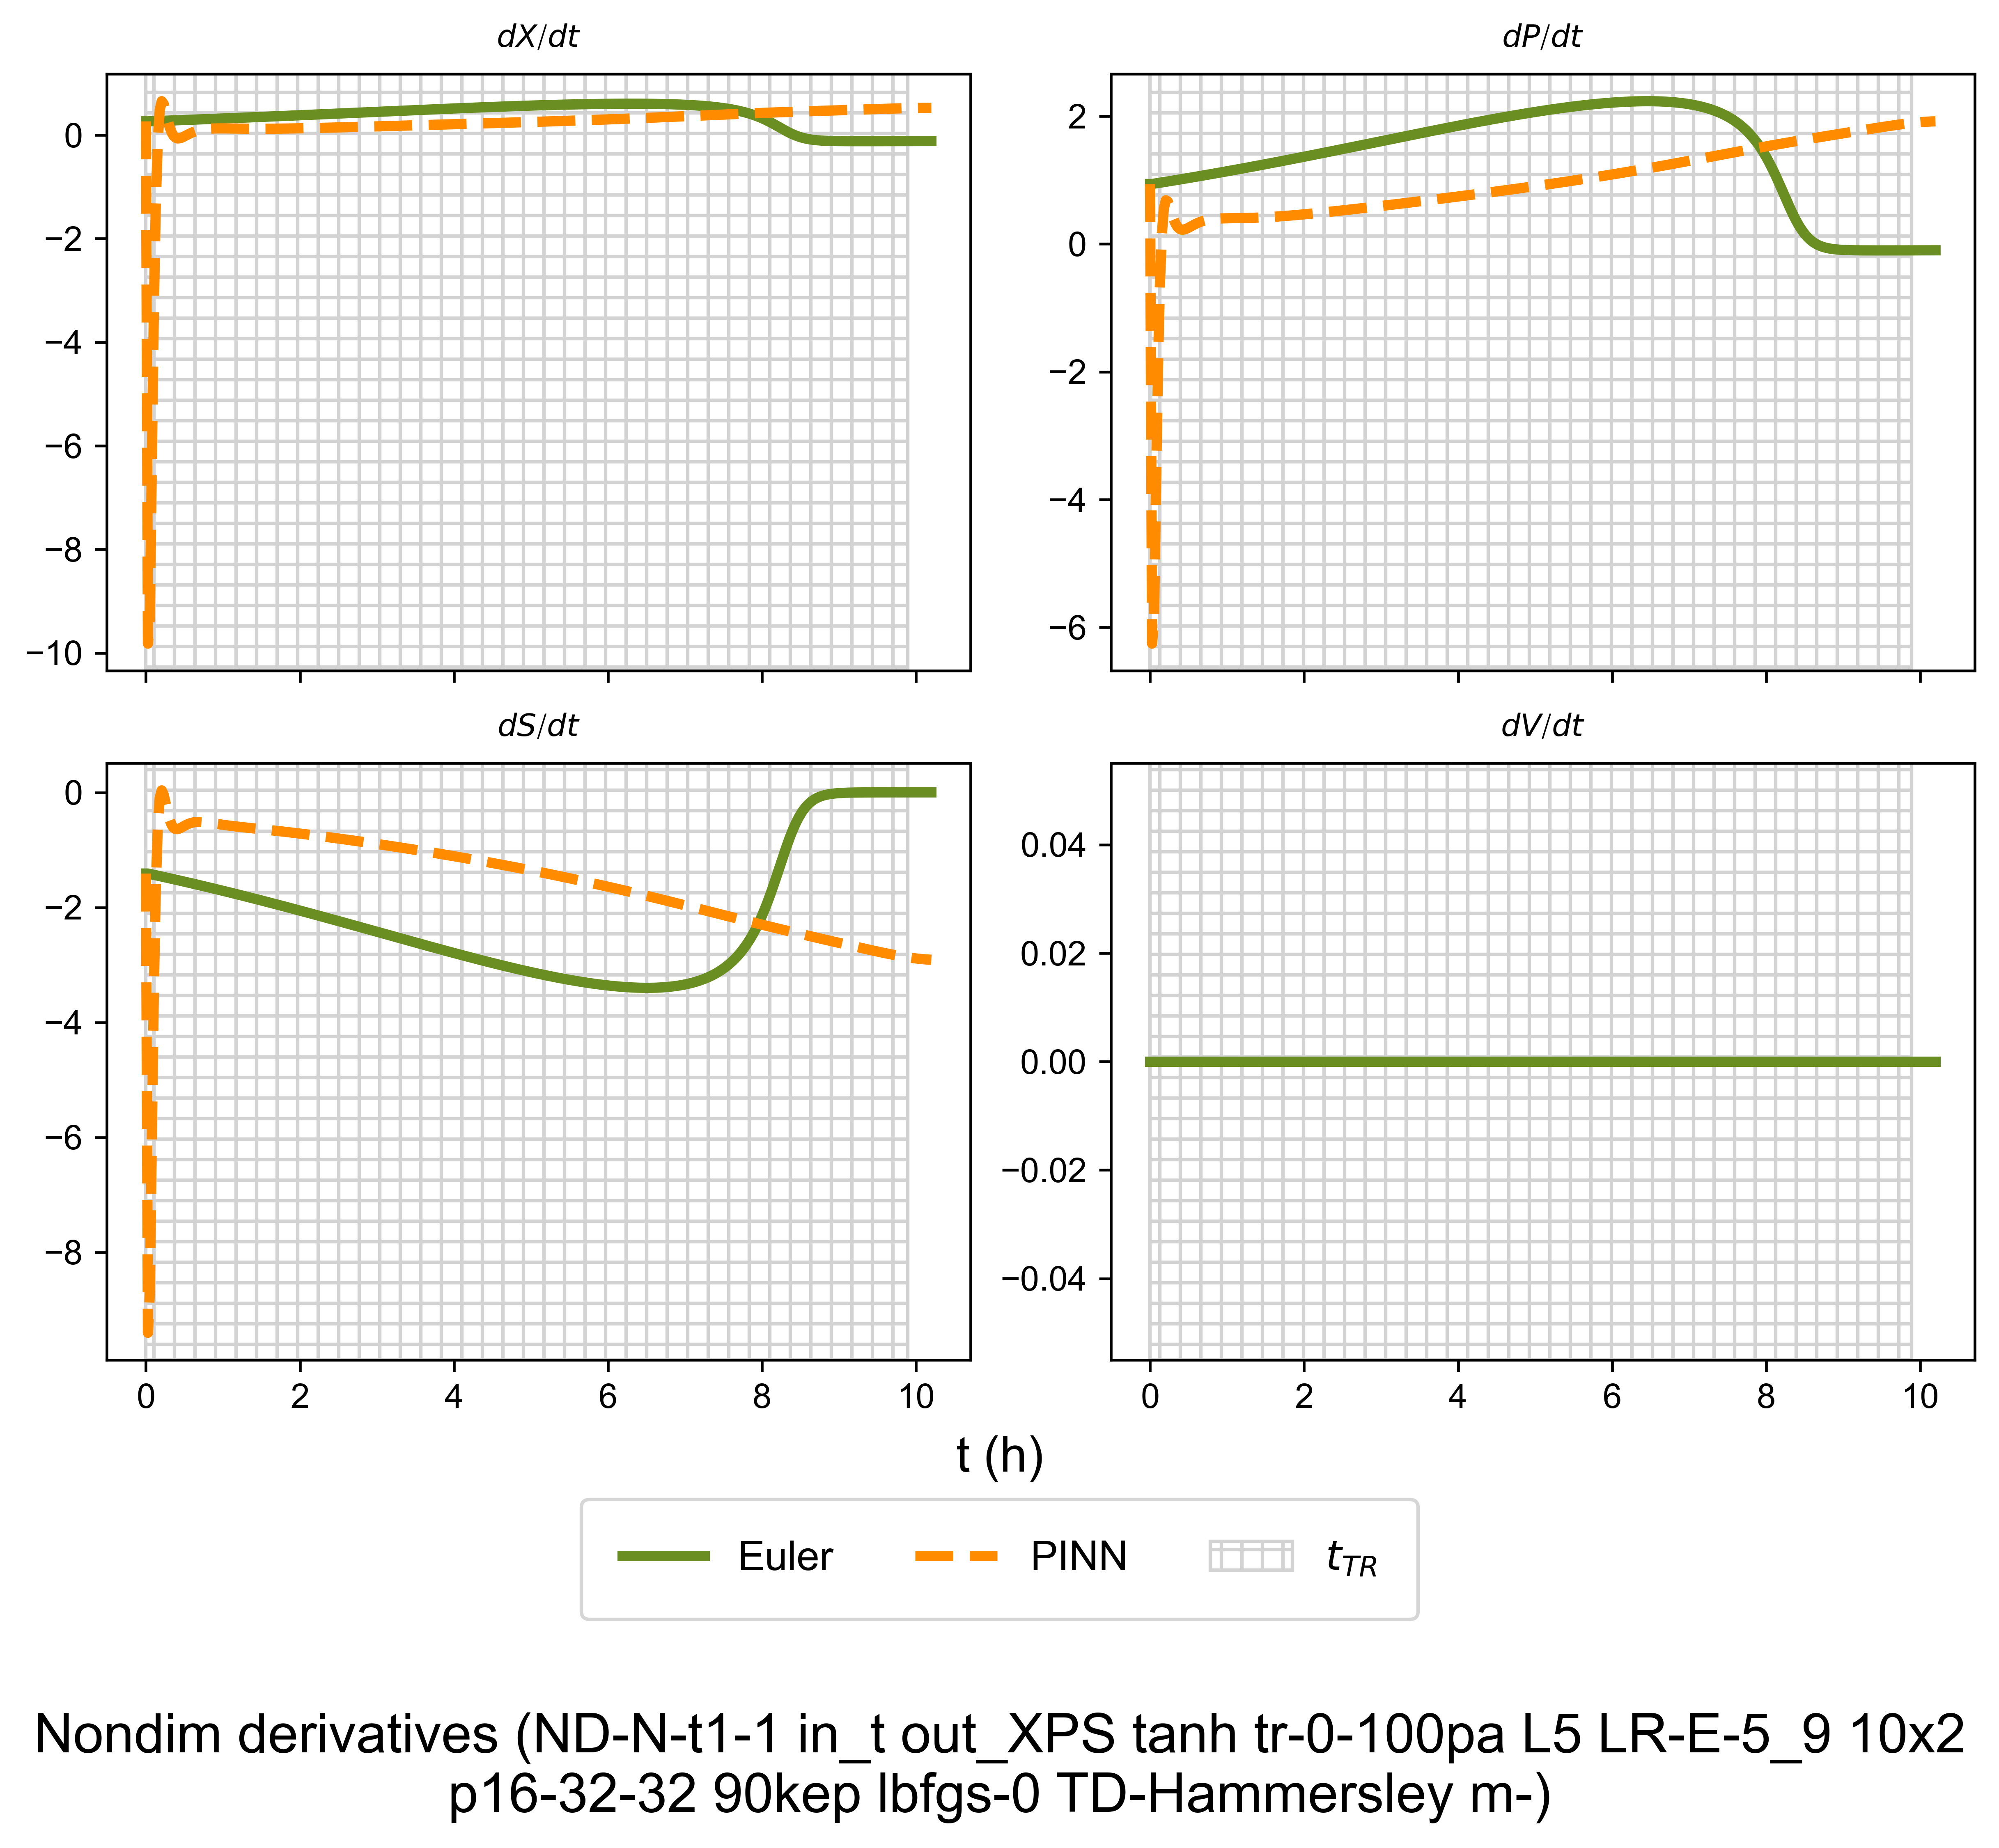 dX/dt
dP/dt
0
−2
−4
−6
−8
−10
2
0
−2
−4
−6
dS/dt
dV/dt
0
−2
−4
−6
−8
0.04
0.02
0.00
−0.02
−0.04
0 2 4 6 8 10
0 2 4 6 8 10
t (h)
Euler PINN t_TR
Nondim derivatives (ND-N-t1-1 in_t out_XPS tanh tr-0-100pa L5 LR-E-5_9 10x2
p16-32-32 90kep lbfgs-0 TD-Hammersley m-)